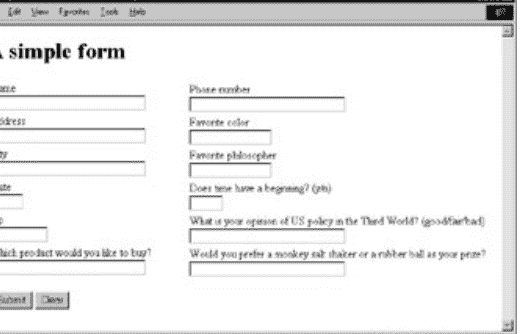 Edit View Favorites Tools Help
A simple form
ame
Phone number
ddress
Favorite color
ty
Favorite philosopher
ate
Does time have a beginning? (y/n)
p
What is your opinion of US policy in the Third World? (good/fair/bad)
hich product would you like to buy?
Would you prefer a monkey salt shaker or a rubber ball as your prize?
Submit Clear